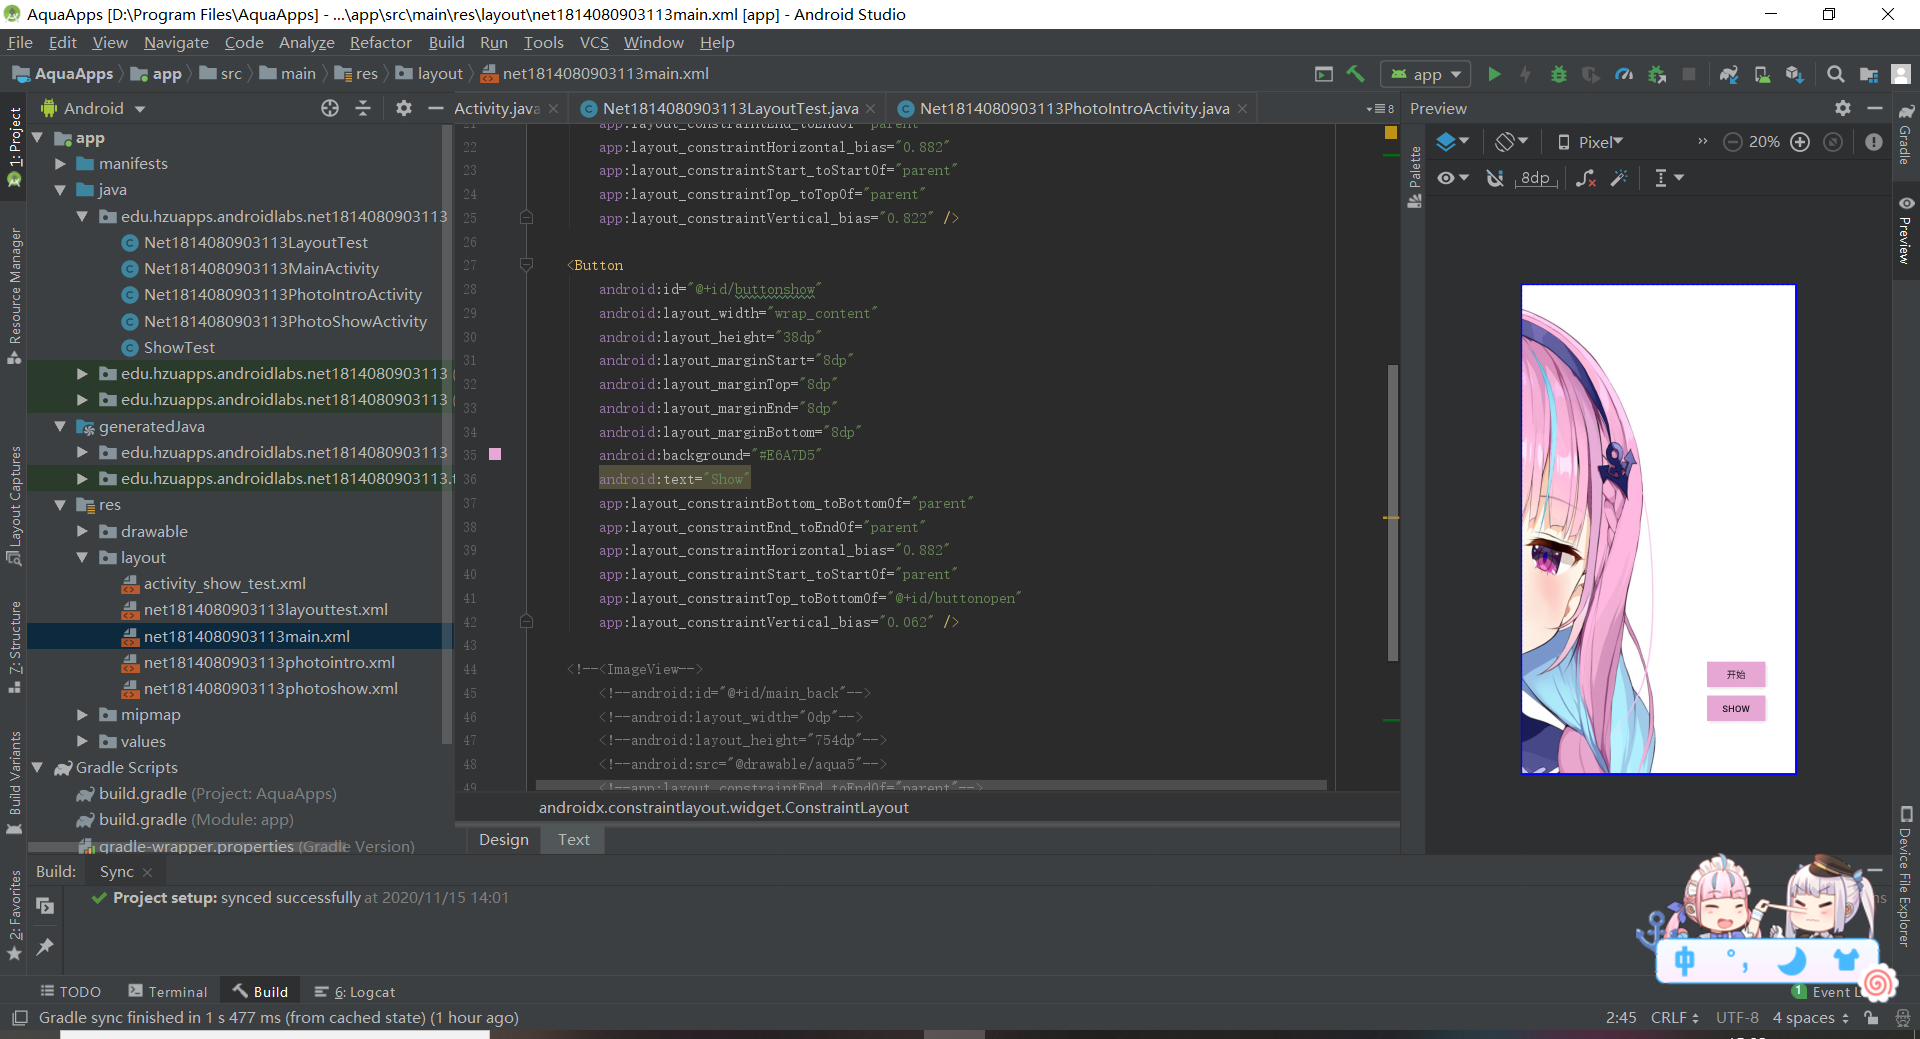 AquaApps [D:\Program Files\AquaApps] - ...\app\src\main\res\layout\net1814080903113main.xml [app] - Android Studio
File Edit View Navigate Code Analyze Refactor Build Run Tools VCS Window Help
AquaApps app src main res layout net1814080903113main.xml app
1: Project
Resource Manager
Layout Captures
7: Structure
Build Variants
2: Favorites
Android
app
manifests
java
edu.hzuapps.androidlabs.net1814080903113
Net1814080903113LayoutTest
Net1814080903113MainActivity
Net1814080903113PhotoIntroActivity
Net1814080903113PhotoShowActivity
ShowTest
edu.hzuapps.androidlabs.net1814080903113 (
edu.hzuapps.androidlabs.net1814080903113 (
generatedJava
edu.hzuapps.androidlabs.net1814080903113
edu.hzuapps.androidlabs.net1814080903113.
res
drawable
layout
activity_show_test.xml
net1814080903113layouttest.xml
net1814080903113main.xml
net1814080903113photointro.xml
net1814080903113photoshow.xml
mipmap
values
Gradle Scripts
build.gradle (Project: AquaApps)
build.gradle (Module: app)
gradle-wrapper.properties (Gradle Version)
Activity.java Net1814080903113LayoutTest.java Net1814080903113PhotoIntroActivity.java 8
21 app:layout_constraintEnd_toEndOf="parent"
22 app:layout_constraintHorizontal_bias="0.882"
23 app:layout_constraintStart_toStartOf="parent"
24 app:layout_constraintTop_toTopOf="parent"
25 app:layout_constraintVertical_bias="0.822" />
26
27 <Button
28 android:id="@+id/buttonshow"
29 android:layout_width="wrap_content"
30 android:layout_height="38dp"
31 android:layout_marginStart="8dp"
32 android:layout_marginTop="8dp"
33 android:layout_marginEnd="8dp"
34 android:layout_marginBottom="8dp"
35 android:background="#E6A7D5"
36 android:text="Show"
37 app:layout_constraintBottom_toBottomOf="parent"
38 app:layout_constraintEnd_toEndOf="parent"
39 app:layout_constraintHorizontal_bias="0.882"
40 app:layout_constraintStart_toStartOf="parent"
41 app:layout_constraintTop_toBottomOf="@+id/buttonopen"
42 app:layout_constraintVertical_bias="0.062" />
43
44 <!--<ImageView-->
45 <!--android:id="@+id/main_back"-->
46 <!--android:layout_width="0dp"-->
47 <!--android:layout_height="754dp"-->
48 <!--android:src="@drawable/aqua5"-->
49 <!--app:layout_constraintEnd_toEndOf="parent"-->
androidx.constraintlayout.widget.ConstraintLayout
Design Text
Preview
Palette
Pixel 20%
8dp
开始
SHOW
Gradle
Preview
Device File Explorer
Build: Sync
Project setup: synced successfully at 2020/11/15 14:01
ms
中 °,
TODO Terminal Build 6: Logcat
1 Event L
Gradle sync finished in 1 s 477 ms (from cached state) (1 hour ago)
2:45 CRLF UTF-8 4 spaces